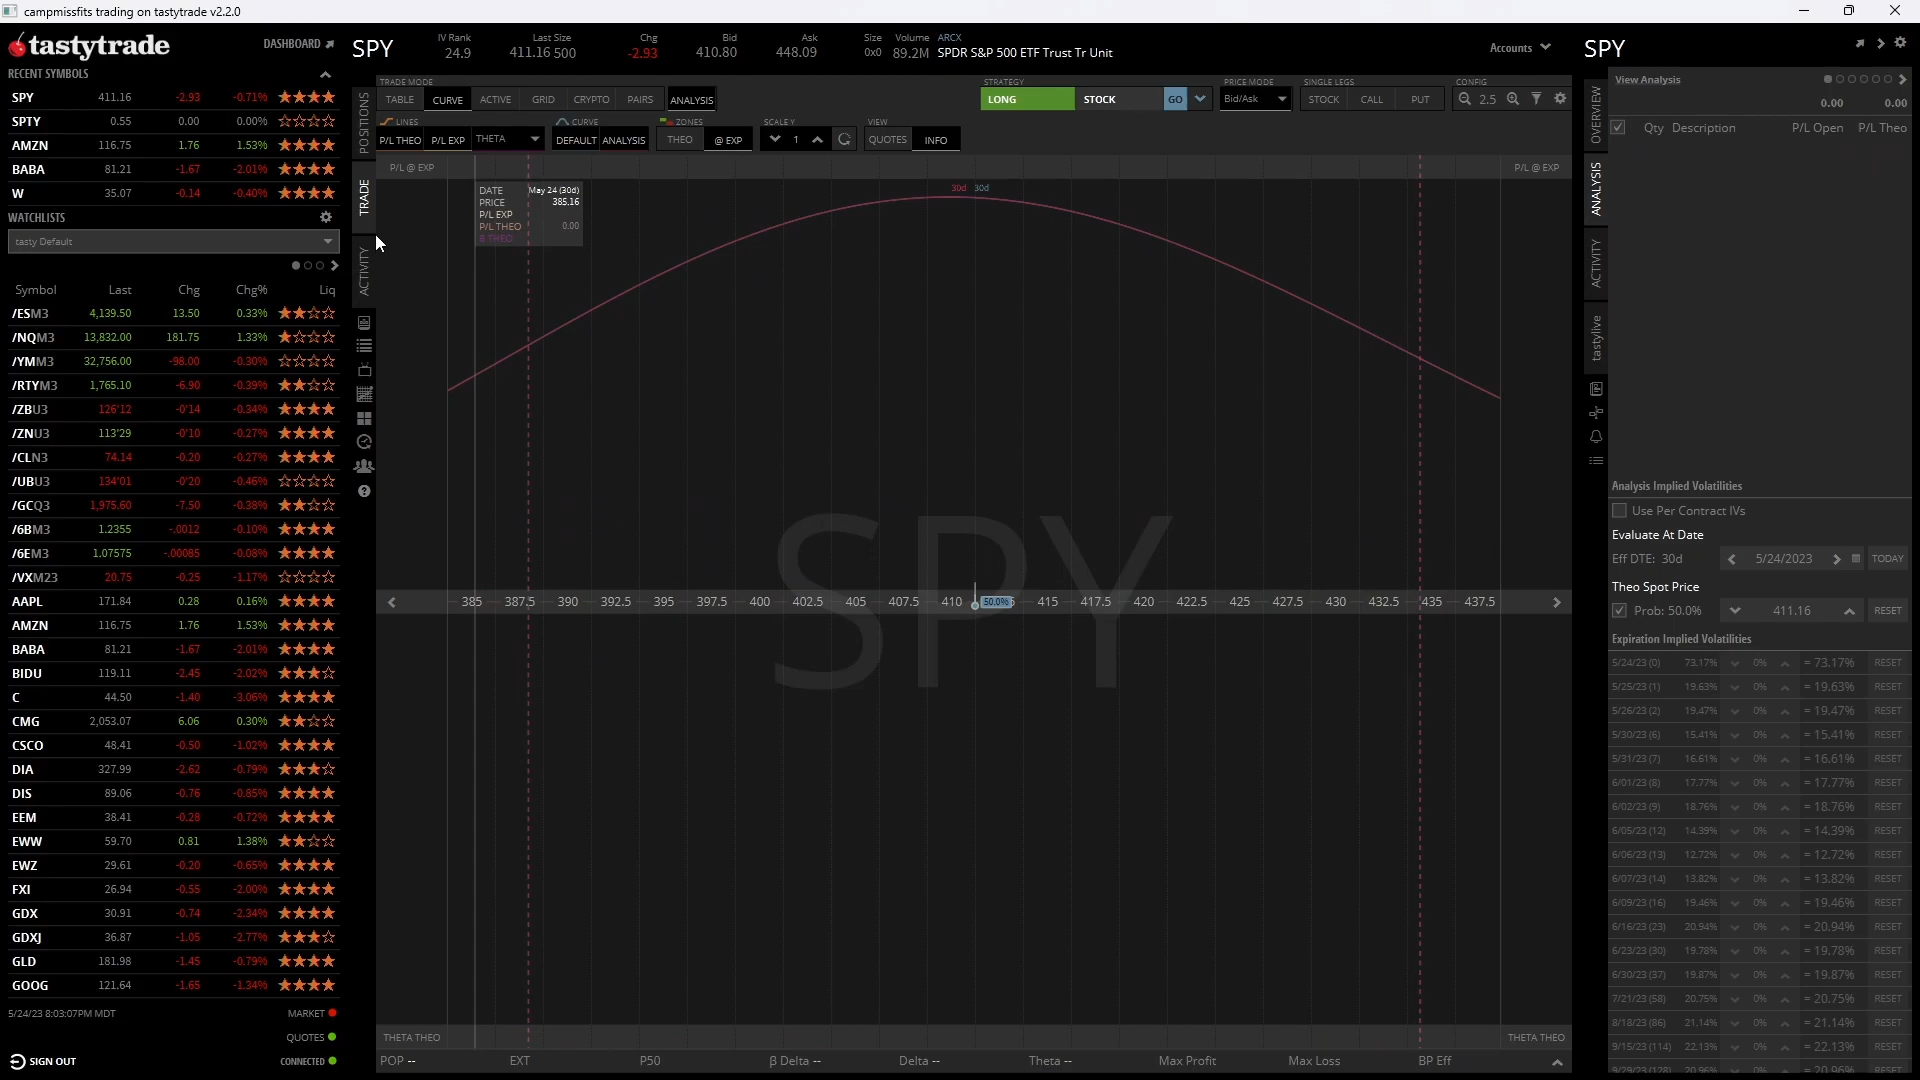 campmissfits trading on tastytrade v2.2.0
tastytrade
DASHBOARD
RECENT SYMBOLS
SPY 411.16 -2.93 -0.71%
SPTY 0.55 0.00 0.00%
AMZN 116.75 1.76 1.53%
BABA 81.21 -1.67 -2.01%
W 35.07 -0.14 -0.40%
WATCHLISTS
tasty Default
Symbol Last Chg Chg% Liq
/ESM3 4,139.50 13.50 0.33%
/NQM3 13,832.00 181.75 1.33%
/YMM3 32,756.00 -98.00 -0.30%
/RTYM3 1,765.10 -6.90 -0.39%
/ZBU3 126'12 -0'14 -0.34%
/ZNU3 113'29 -0'10 -0.27%
/CLN3 74.14 -0.20 -0.27%
/UBU3 134'01 -0'20 -0.46%
/GCQ3 1,975.60 -7.50 -0.38%
/6BM3 1.2355 -.0012 -0.10%
/6EM3 1.07575 -.00085 -0.08%
/VXM23 20.75 -0.25 -1.17%
AAPL 171.84 0.28 0.16%
AMZN 116.75 1.76 1.53%
BABA 81.21 -1.67 -2.01%
BIDU 119.11 -2.45 -2.02%
C 44.50 -1.40 -3.06%
CMG 2,053.07 6.06 0.30%
CSCO 48.41 -0.50 -1.02%
DIA 327.99 -2.62 -0.79%
DIS 89.06 -0.76 -0.85%
EEM 38.41 -0.28 -0.72%
EWW 59.70 0.81 1.38%
EWZ 29.61 -0.20 -0.65%
FXI 26.94 -0.55 -2.00%
GDX 30.91 -0.74 -2.34%
GDXJ 36.87 -1.05 -2.77%
GLD 181.98 -1.45 -0.79%
GOOG 121.64 -1.65 -1.34%
5/24/23 8:03:07PM MDT MARKET
QUOTES
SIGN OUT CONNECTED
POSITIONS
TRADE
ACTIVITY
SPY
IV Rank Last Size Chg Bid Ask Size Volume ARCX
24.9 411.16 500 -2.93 410.80 448.09 0x0 89.2M SPDR S&P 500 ETF Trust Tr Unit
Accounts
TRADE MODE STRATEGY PRICE MODE SINGLE LEGS CONFIG
TABLE CURVE ACTIVE GRID CRYPTO PAIRS ANALYSIS LONG STOCK GO Bid/Ask STOCK CALL PUT 2.5
LINES CURVE ZONES SCALE Y VIEW
P/L THEO P/L EXP THETA DEFAULT ANALYSIS THEO @ EXP 1 QUOTES INFO
P/L @ EXP P/L @ EXP
DATE May 24 (30d)
PRICE 385.16
P/L EXP
P/L THEO 0.00
Θ THEO
30d 30d
SPY
385 387.5 390 392.5 395 397.5 400 402.5 405 407.5 410 50.0% 415 417.5 420 422.5 425 427.5 430 432.5 435 437.5
THETA THEO THETA THEO
POP -- EXT P50 β Delta -- Delta -- Theta -- Max Profit Max Loss BP Eff
SPY
OVERVIEW
ANALYSIS
ACTIVITY
tastylive
View Analysis
0.00 0.00
Qty Description P/L Open P/L Theo
Analysis Implied Volatilities
Use Per Contract IVs
Evaluate At Date
Eff DTE: 30d 5/24/2023 TODAY
Theo Spot Price
Prob: 50.0% 411.16 RESET
Expiration Implied Volatilities
5/24/23 (0) 73.17% 0% = 73.17% RESET
5/25/23 (1) 19.63% 0% = 19.63% RESET
5/26/23 (2) 19.47% 0% = 19.47% RESET
5/30/23 (6) 15.41% 0% = 15.41% RESET
5/31/23 (7) 16.61% 0% = 16.61% RESET
6/01/23 (8) 17.77% 0% = 17.77% RESET
6/02/23 (9) 18.76% 0% = 18.76% RESET
6/05/23 (12) 14.39% 0% = 14.39% RESET
6/06/23 (13) 12.72% 0% = 12.72% RESET
6/07/23 (14) 13.82% 0% = 13.82% RESET
6/09/23 (16) 19.46% 0% = 19.46% RESET
6/16/23 (23) 20.94% 0% = 20.94% RESET
6/23/23 (30) 19.78% 0% = 19.78% RESET
6/30/23 (37) 19.87% 0% = 19.87% RESET
7/21/23 (58) 20.75% 0% = 20.75% RESET
8/18/23 (86) 21.14% 0% = 21.14% RESET
9/15/23 (114) 22.13% 0% = 22.13% RESET
9/29/23 (128) 20.96% 0% = 20.96% RESET